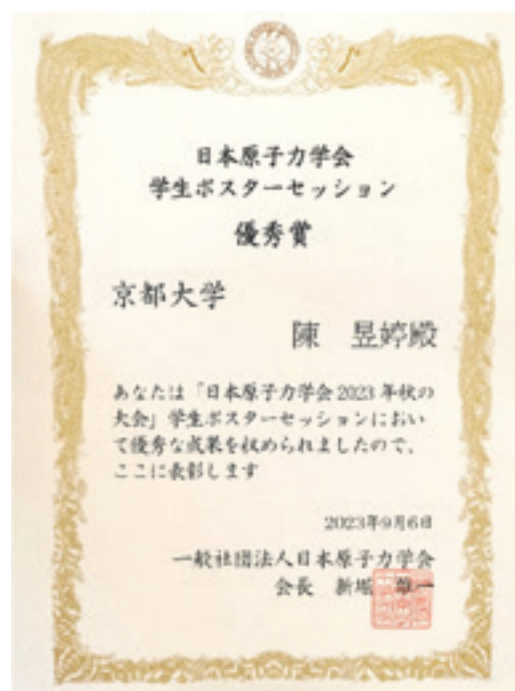 日本原子力学会
学生ポスターセッション
優秀賞
京都大学
陳 昱婷殿
あなたは「日本原子力学会 2023 年秋の
大会」学生ポスターセッションにおい
て優秀な成果を収められましたので、
ここに表彰します
2023年9月6日
一般社団法人日本原子力学会
会長 新堀 雄一